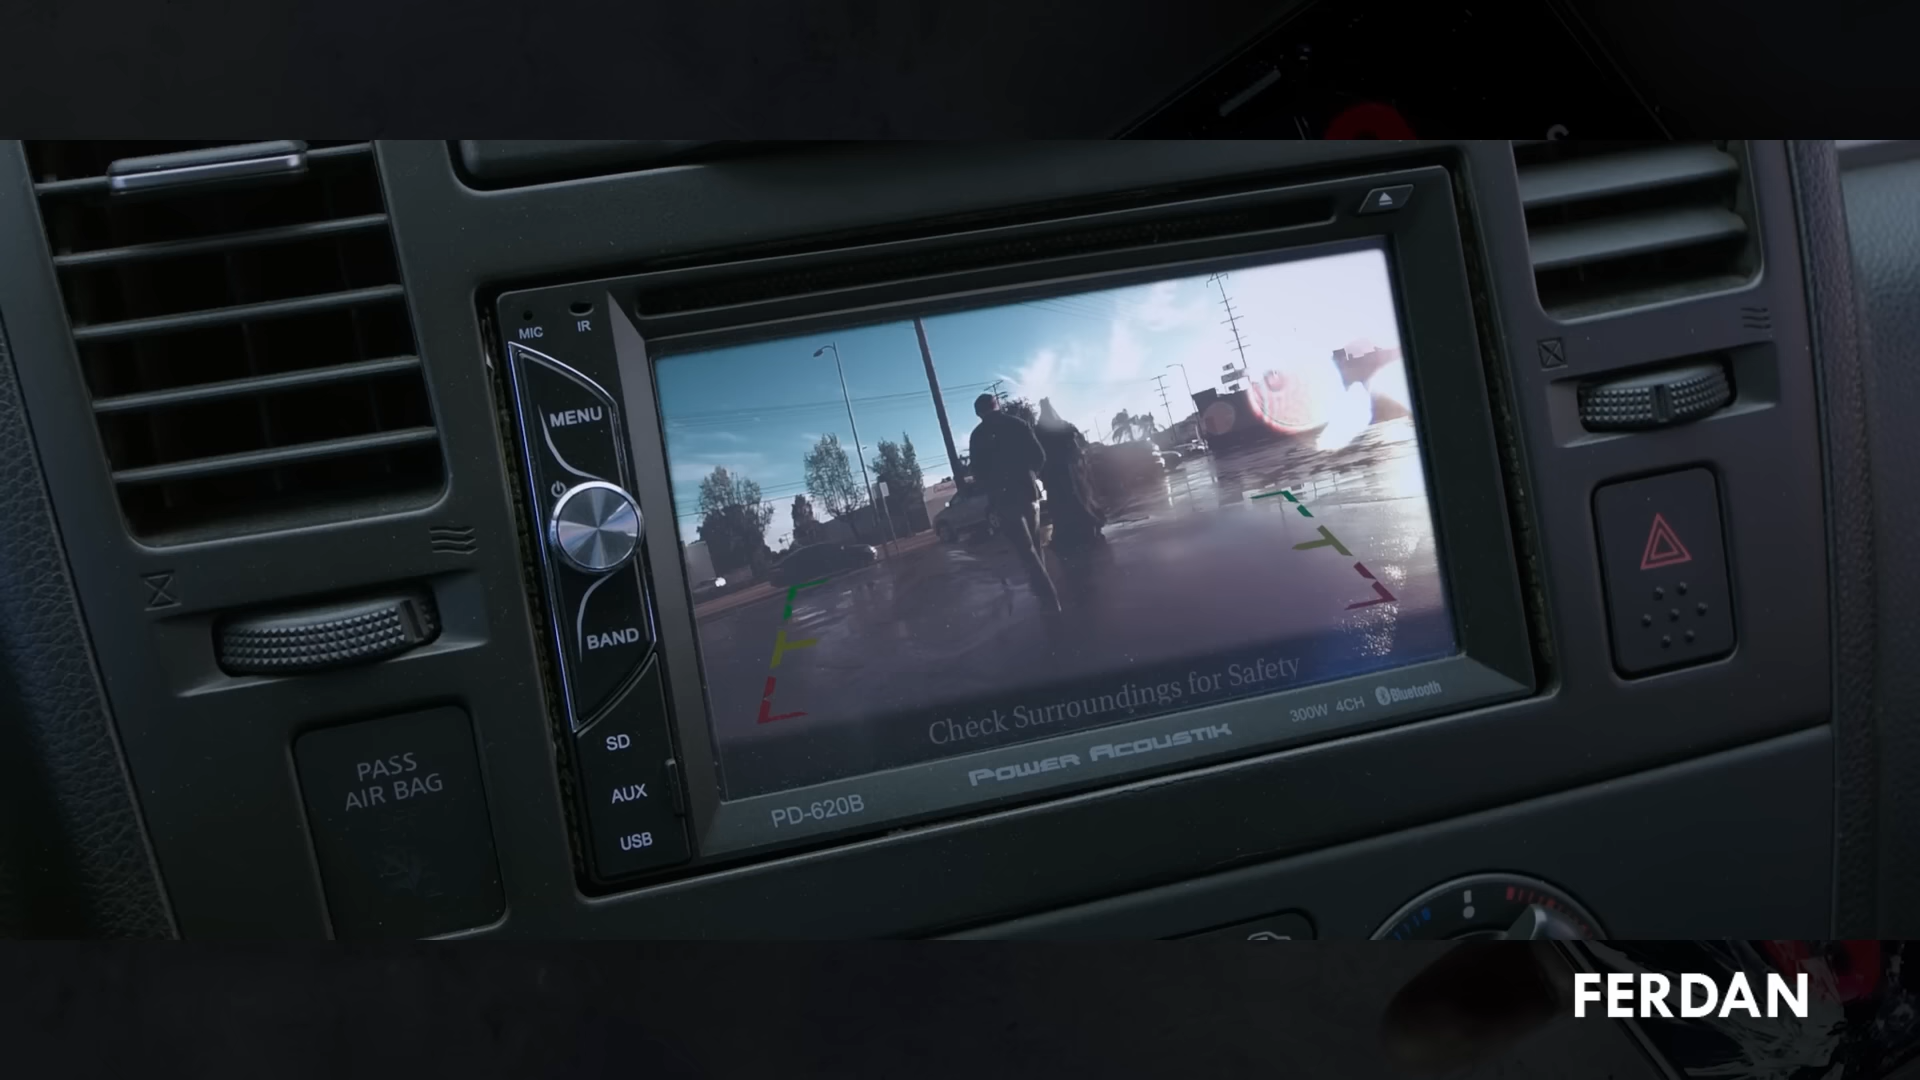 MIC
IR
MENU
BAND
SD
AUX
USB
Check Surroundings for Safety
POWER ACOUSTIK
300W 4CH Bluetooth
PD-620B
PASS
AIR BAG
FERDAN